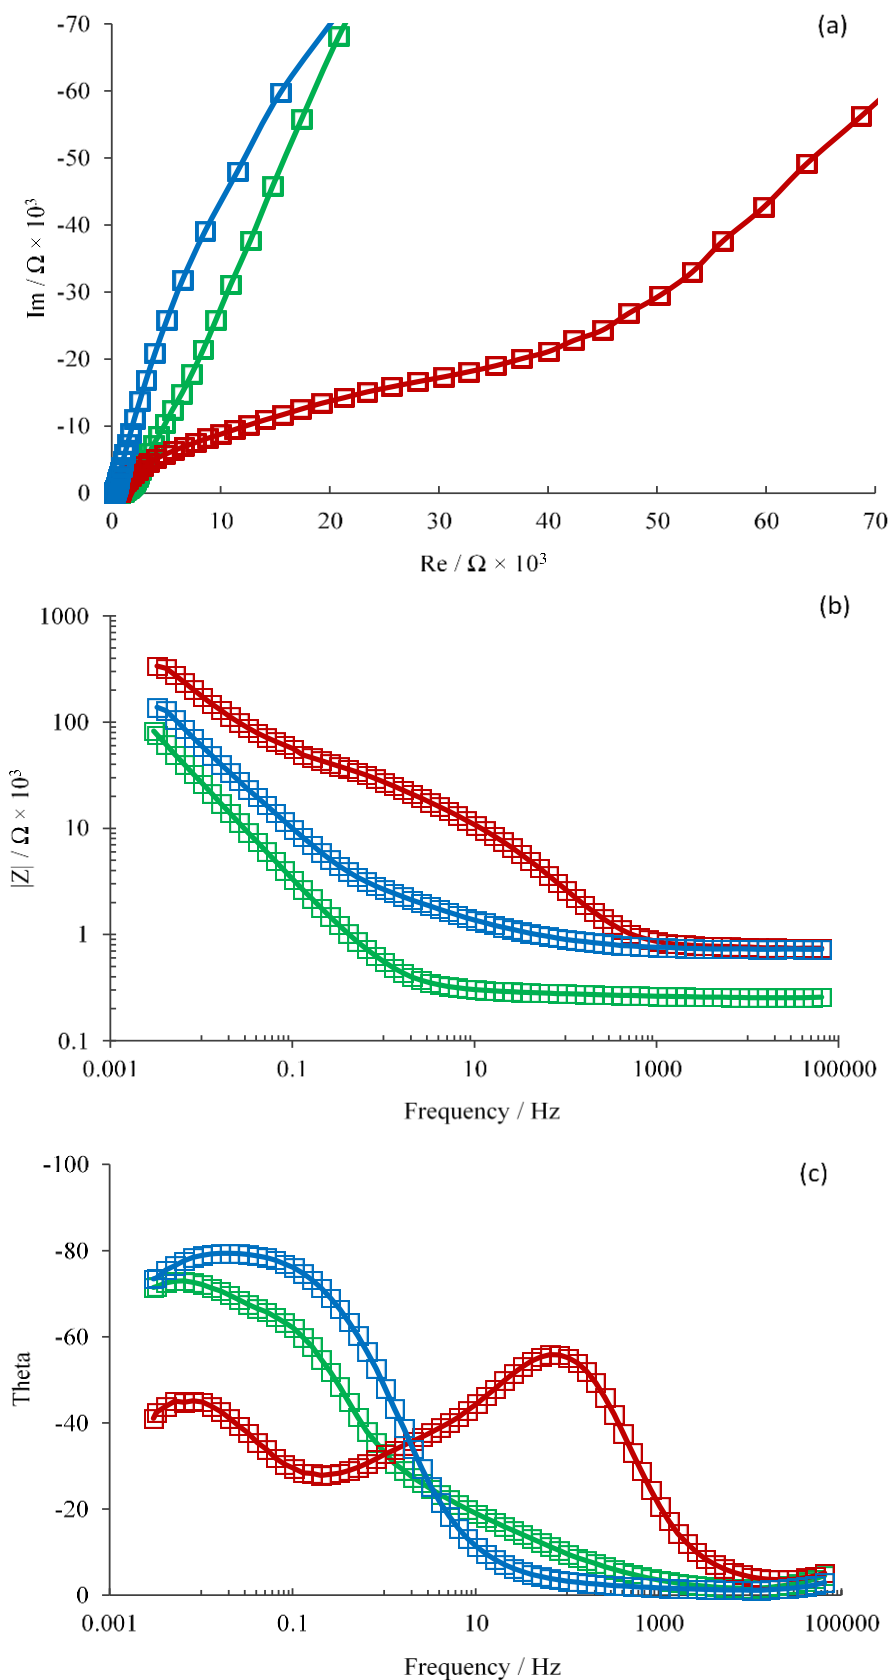 (a)
-70
-60
-50
-40
-30
-20
-10
0
Im / Ω × 10³
0 10 20 30 40 50 60 70
Re / Ω × 10³
(b)
1000
100
10
1
0.1
|Z| / Ω × 10³
0.001 0.1 10 1000 100000
Frequency / Hz
(c)
-100
-80
-60
-40
-20
0
Theta
0.001 0.1 10 1000 100000
Frequency / Hz